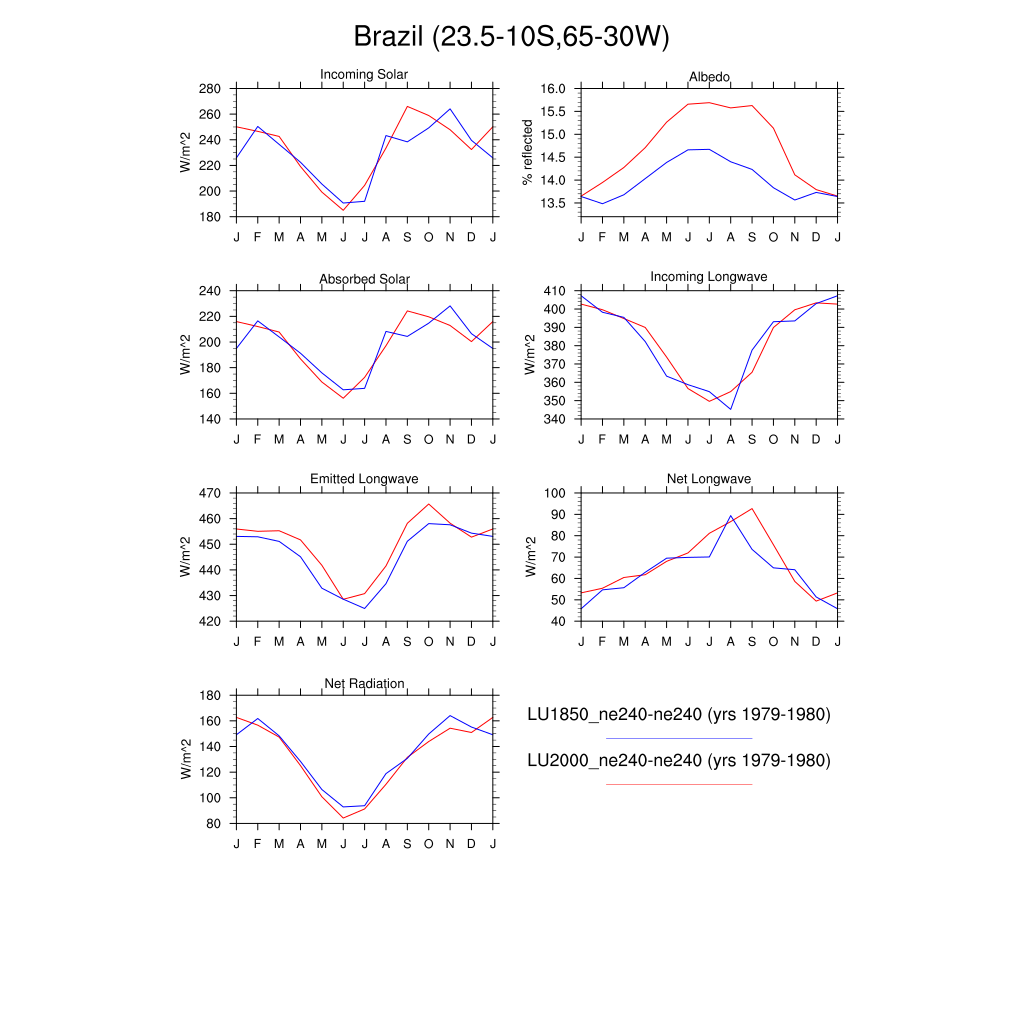 Brazil (23.5-10S,65-30W)
Incoming Solar
W/m^2
280
260
240
220
200
180
J F M A M J J A S O N D J
Albedo
% reflected
16.0
15.5
15.0
14.5
14.0
13.5
J F M A M J J A S O N D J
Absorbed Solar
W/m^2
240
220
200
180
160
140
J F M A M J J A S O N D J
Incoming Longwave
W/m^2
410
400
390
380
370
360
350
340
J F M A M J J A S O N D J
Emitted Longwave
W/m^2
470
460
450
440
430
420
J F M A M J J A S O N D J
Net Longwave
W/m^2
100
90
80
70
60
50
40
J F M A M J J A S O N D J
Net Radiation
W/m^2
180
160
140
120
100
80
J F M A M J J A S O N D J
LU1850_ne240-ne240 (yrs 1979-1980)
LU2000_ne240-ne240 (yrs 1979-1980)